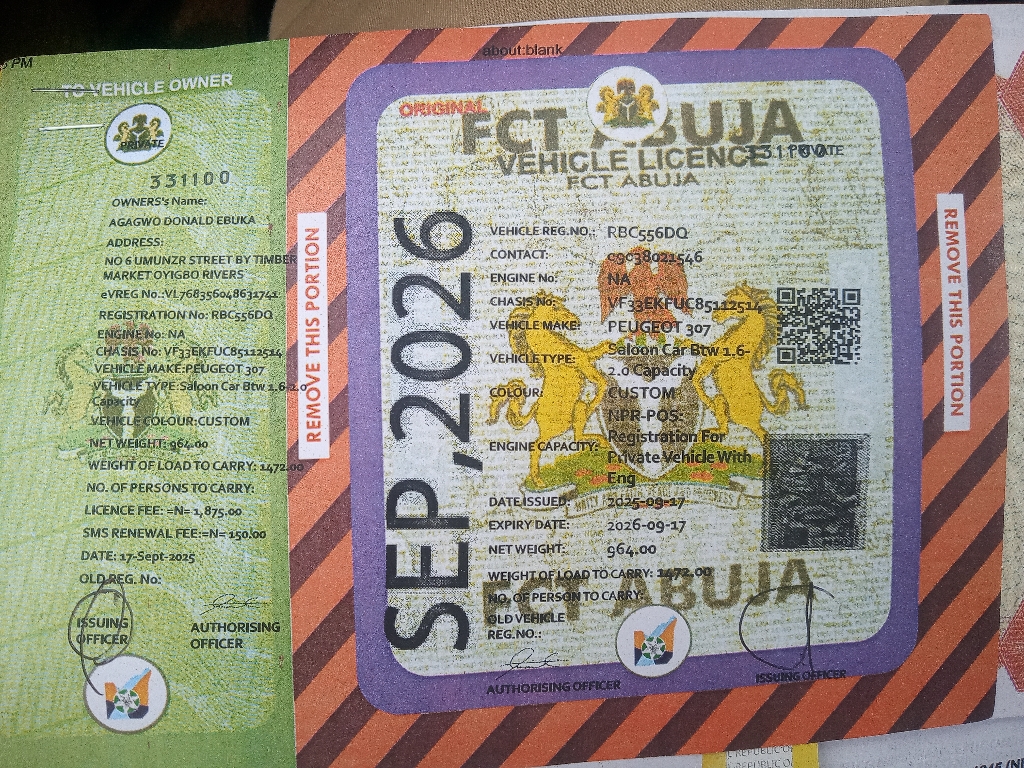 5 PM
about:blank
TO VEHICLE OWNER
PRIVATE
331100
OWNERS's Name:
AGAGWO DONALD EBUKA
ADDRESS:
NO 6 UMUNZR STREET BY TIMBER
MARKET OYIGBO RIVERS
eVREG No.:VL768356048631741
REGISTRATION No: RBC556DQ
ENGINE No: NA
CHASIS No: VF33EKFUC85112514
VEHICLE MAKE:PEUGEOT 307
VEHICLE TYPE:Saloon Car Btw 1.6-2.0
Capacity
VEHICLE COLOUR:CUSTOM
NET WEIGHT: 964.00
WEIGHT OF LOAD TO CARRY: 1472.00
NO. OF PERSONS TO CARRY:
LICENCE FEE: =N= 1,875.00
SMS RENEWAL FEE:=N= 150.00
DATE: 17-Sept-2025
OLD REG. No:
ISSUING
OFFICER
AUTHORISING
OFFICER
REMOVE THIS PORTION
ORIGINAL
FCT ABUJA
VEHICLE LICENCE
331100
PRIVATE
FCT ABUJA
SEP,2026
VEHICLE REG.NO.: RBC556DQ
CONTACT: 09038021546
ENGINE No: NA
CHASIS No: VF33EKFUC85112514
VEHICLE MAKE: PEUGEOT 307
VEHICLE TYPE: Saloon Car Btw 1.6-
2.0 Capacity
COLOUR: CUSTOM
ENGINE CAPACITY: NPR-POS:
Registration For
Private Vehicle With
Eng
DATE ISSUED: 2025-09-17
EXPIRY DATE: 2026-09-17
NET WEIGHT: 964.00
WEIGHT OF LOAD TO CARRY: 1472.00
NO. OF PERSON TO CARRY:
OLD VEHICLE
REG.NO.:
FCT ABUJA
AUTHORISING OFFICER
ISSUING OFFICER
REMOVE THIS PORTION
REPUBLIC O